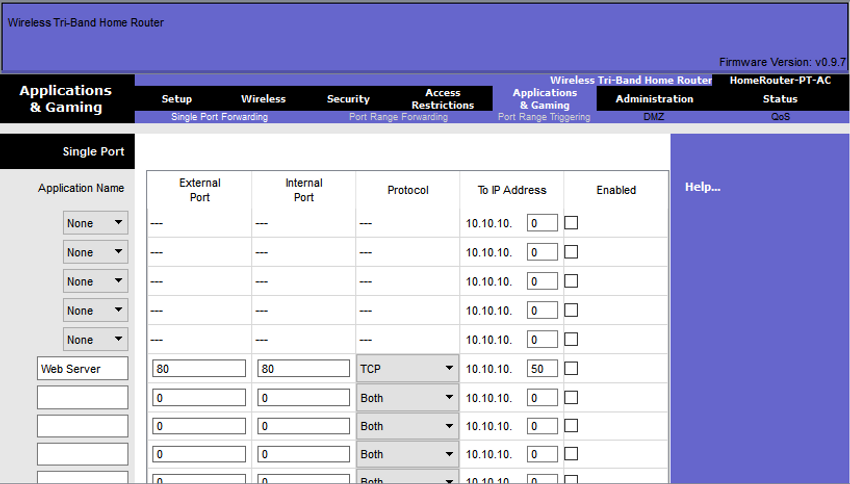 Wireless Tri-Band Home Router
Firmware Version: v0.9.7
Applications
& Gaming
Wireless Tri-Band Home Router HomeRouter-PT-AC
Setup Wireless Security Access
Restrictions Applications
& Gaming Administration Status
Single Port Forwarding Port Range Forwarding Port Range Triggering DMZ QoS
Single Port
Help...
Application Name External
Port Internal
Port Protocol To IP Address Enabled
None --- --- --- 10.10.10. 0
None --- --- --- 10.10.10. 0
None --- --- --- 10.10.10. 0
None --- --- --- 10.10.10. 0
None --- --- --- 10.10.10. 0
Web Server 80 80 TCP 10.10.10. 50
0 0 Both 10.10.10. 0
0 0 Both 10.10.10. 0
0 0 Both 10.10.10. 0
0 0 Both 10.10.10. 0